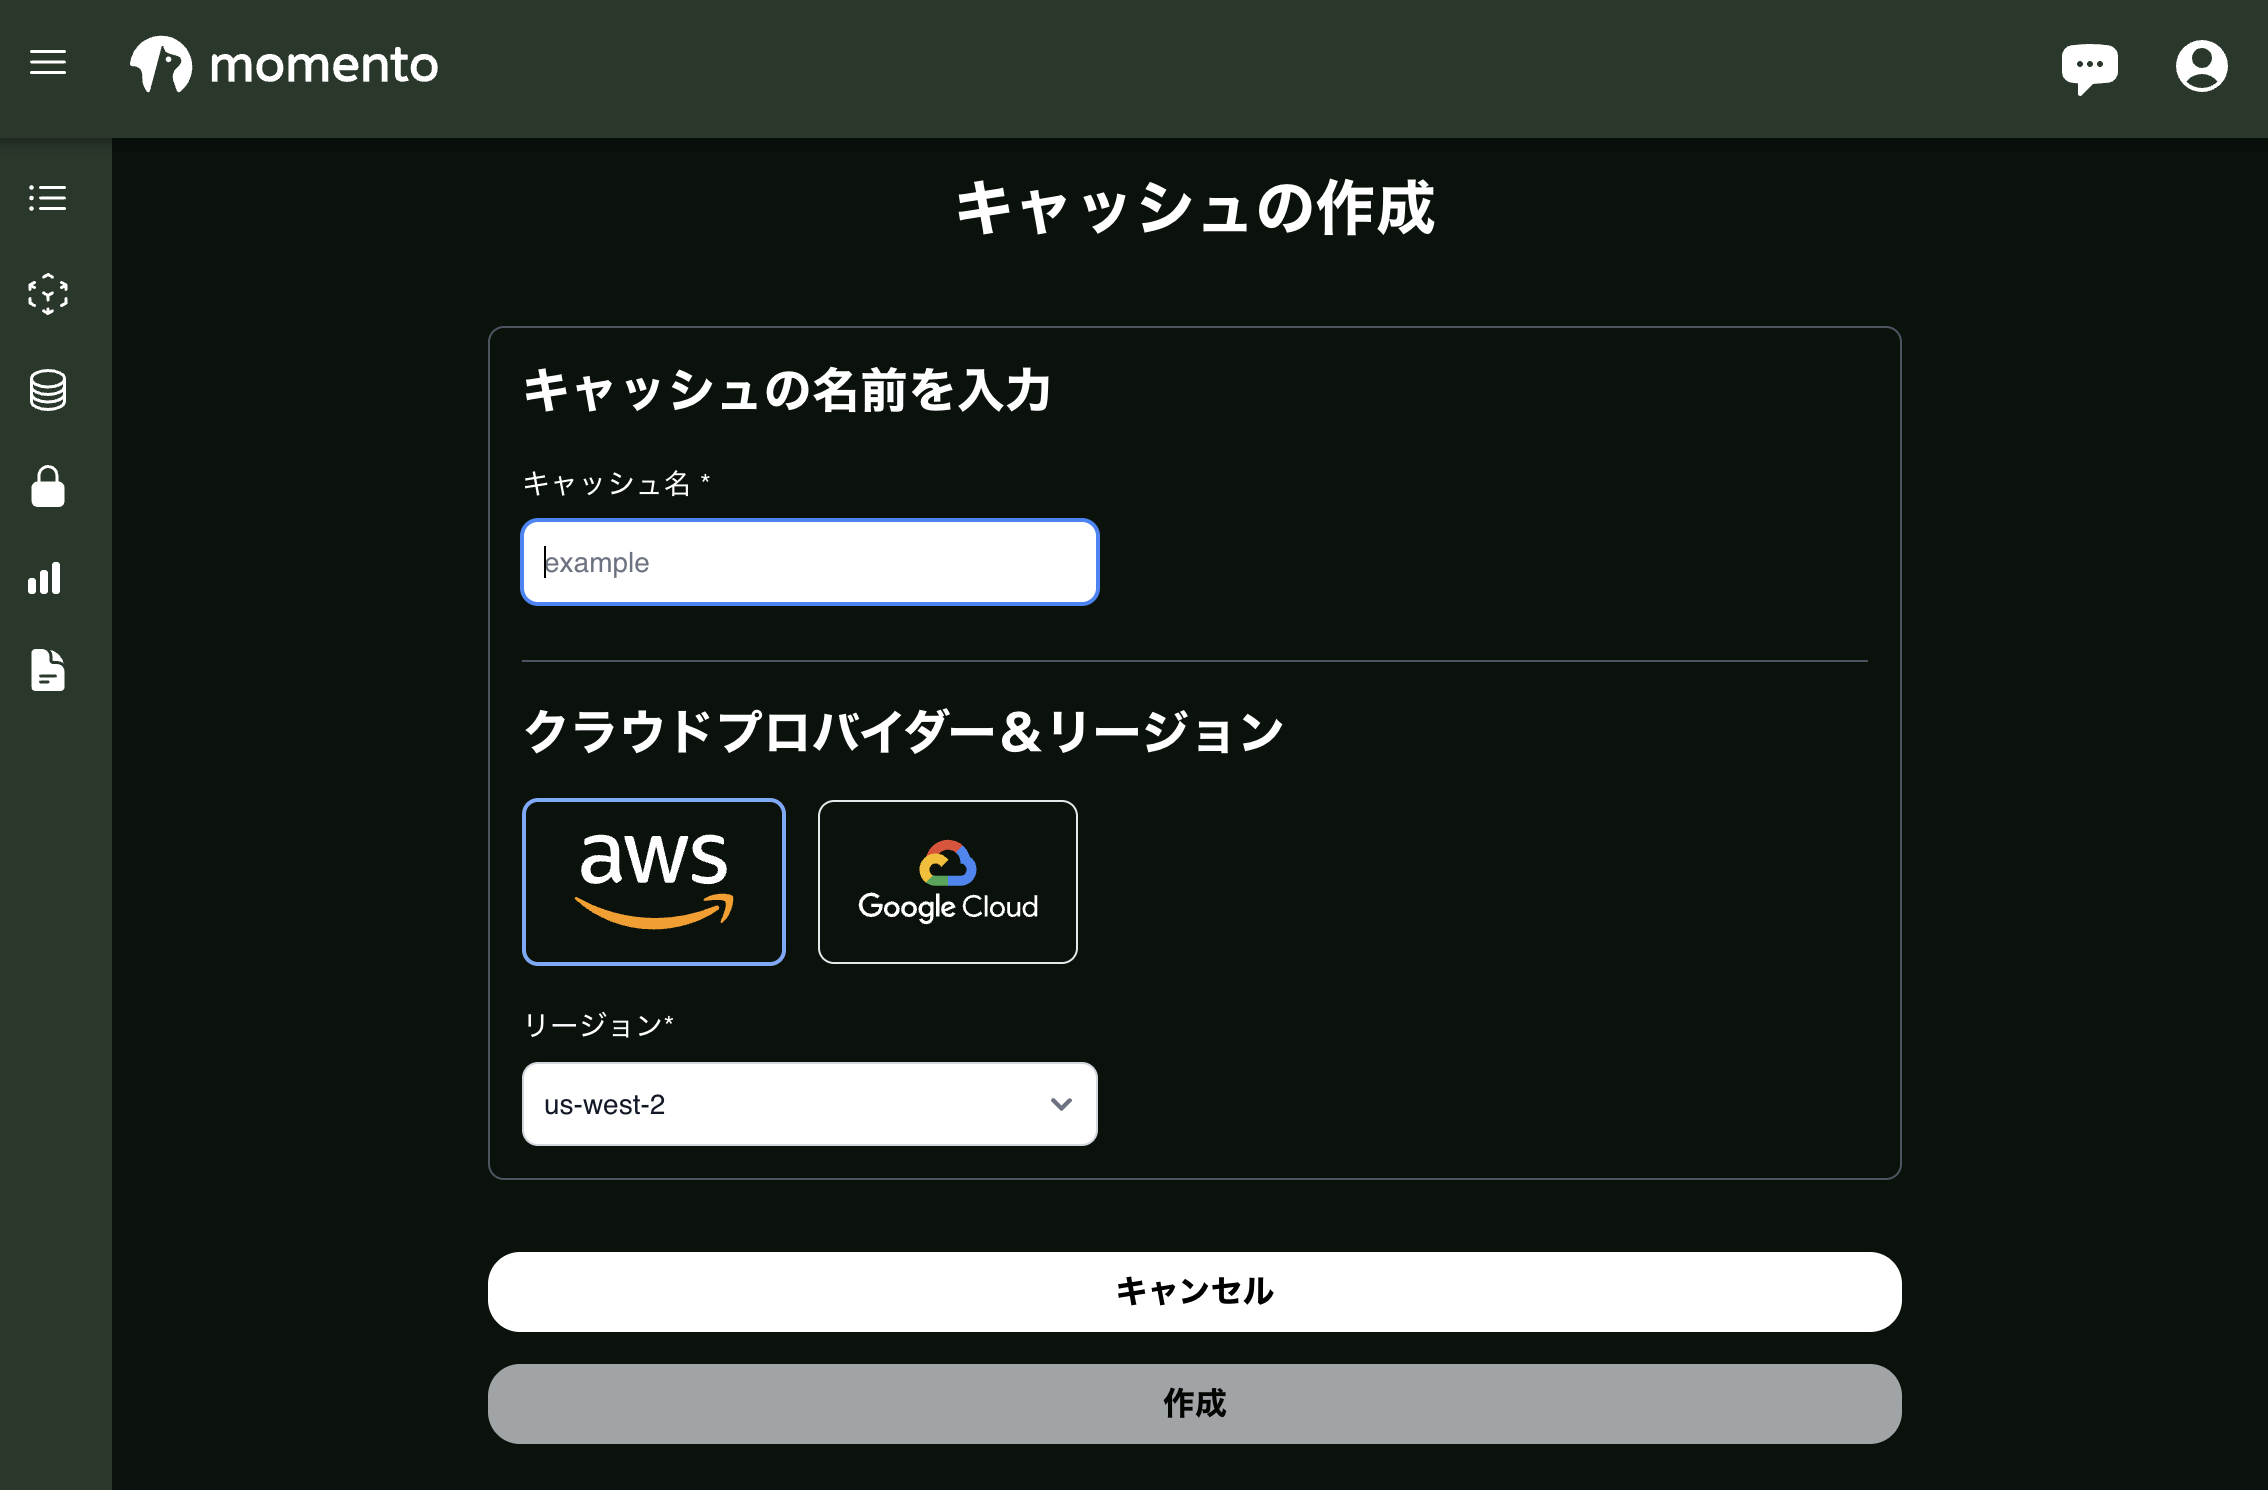 momento
キャッシュの作成
キャッシュの名前を入力
キャッシュ名 *
example
クラウドプロバイダー＆リージョン
aws
Google Cloud
リージョン*
us-west-2
キャンセル
作成